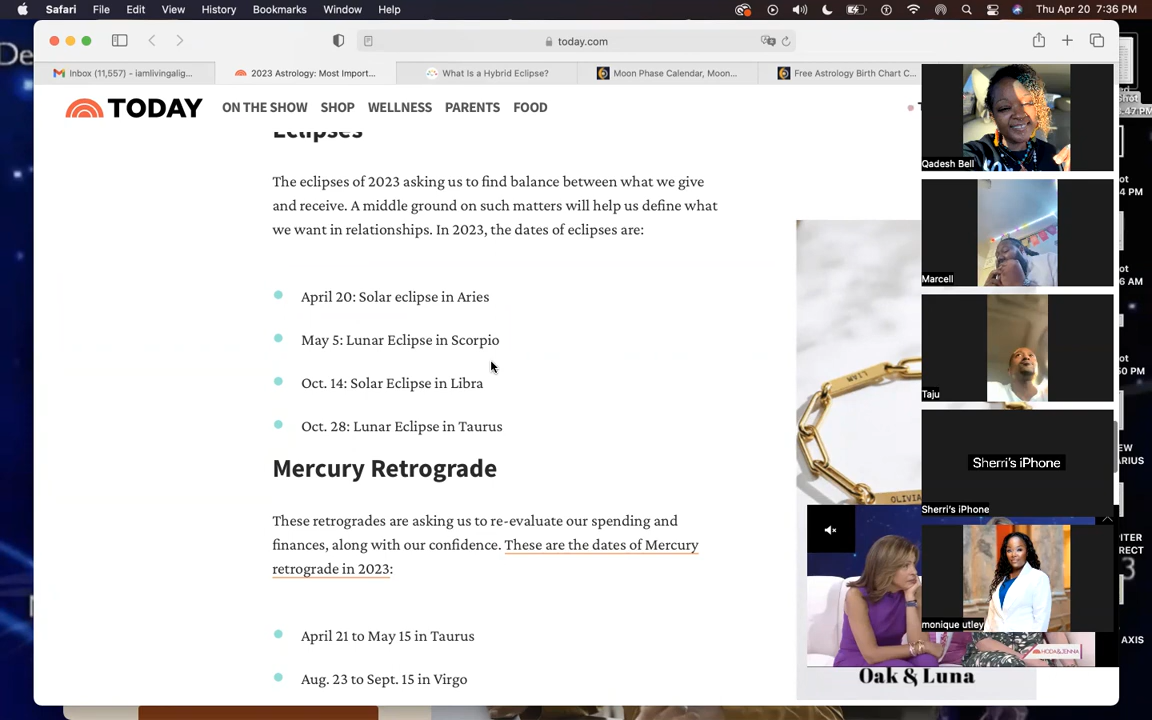 Safari File Edit View History Bookmarks Window Help Thu Apr 20 7:36 PM
today.com
Inbox (11,557) - iamlivingalig... 2023 Astrology: Most Import... What Is a Hybrid Eclipse? Moon Phase Calendar, Moon... Free Astrology Birth Chart C...
TODAY ON THE SHOW SHOP WELLNESS PARENTS FOOD
Eclipses
The eclipses of 2023 asking us to find balance between what we give
and receive. A middle ground on such matters will help us define what
we want in relationships. In 2023, the dates of eclipses are:
April 20: Solar eclipse in Aries
May 5: Lunar Eclipse in Scorpio
Oct. 14: Solar Eclipse in Libra
Oct. 28: Lunar Eclipse in Taurus
Mercury Retrograde
These retrogrades are asking us to re-evaluate our spending and
finances, along with our confidence. These are the dates of Mercury
retrograde in 2023:
April 21 to May 15 in Taurus
Aug. 23 to Sept. 15 in Virgo
Qadesh Bell
Marcell
Taju
Sherri's iPhone
Sherri's iPhone
monique utley
LIAM
OLIVIA
HODA&JENNA
Oak & Luna
AXIS